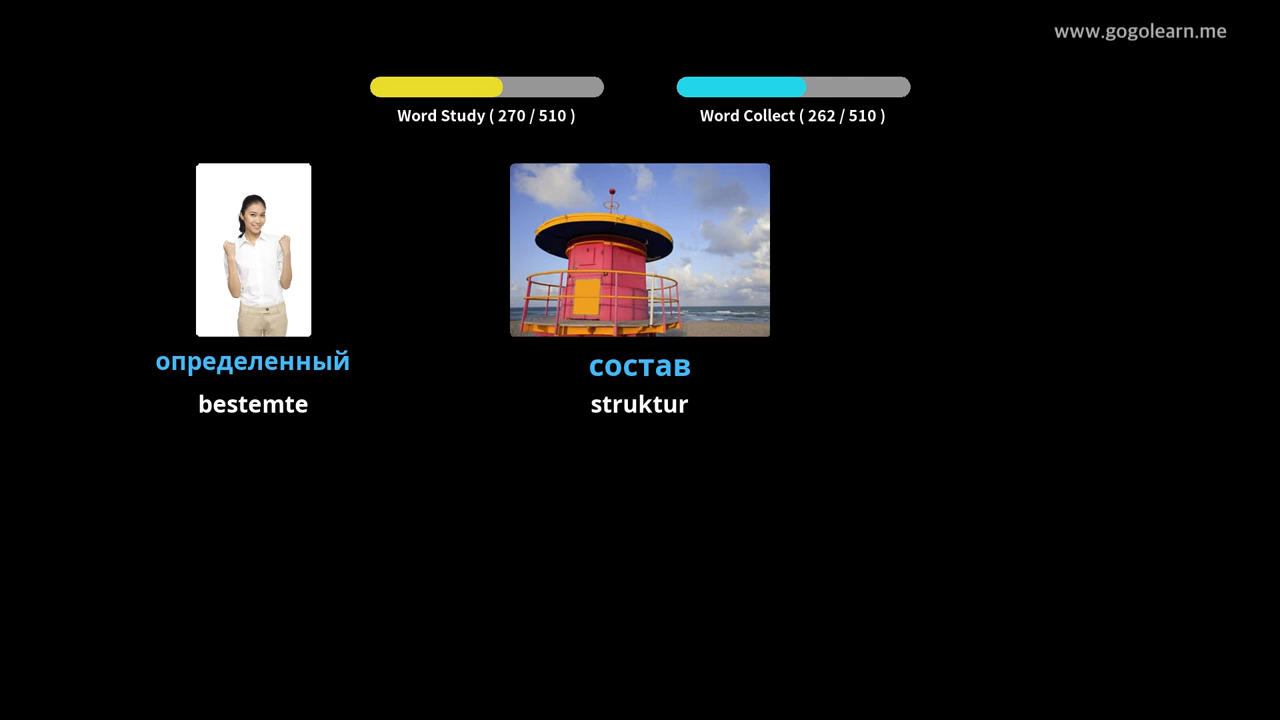 www.gogolearn.me
Word Study ( 270 / 510 )
Word Collect ( 262 / 510 )
определенный
состав
bestemte
struktur